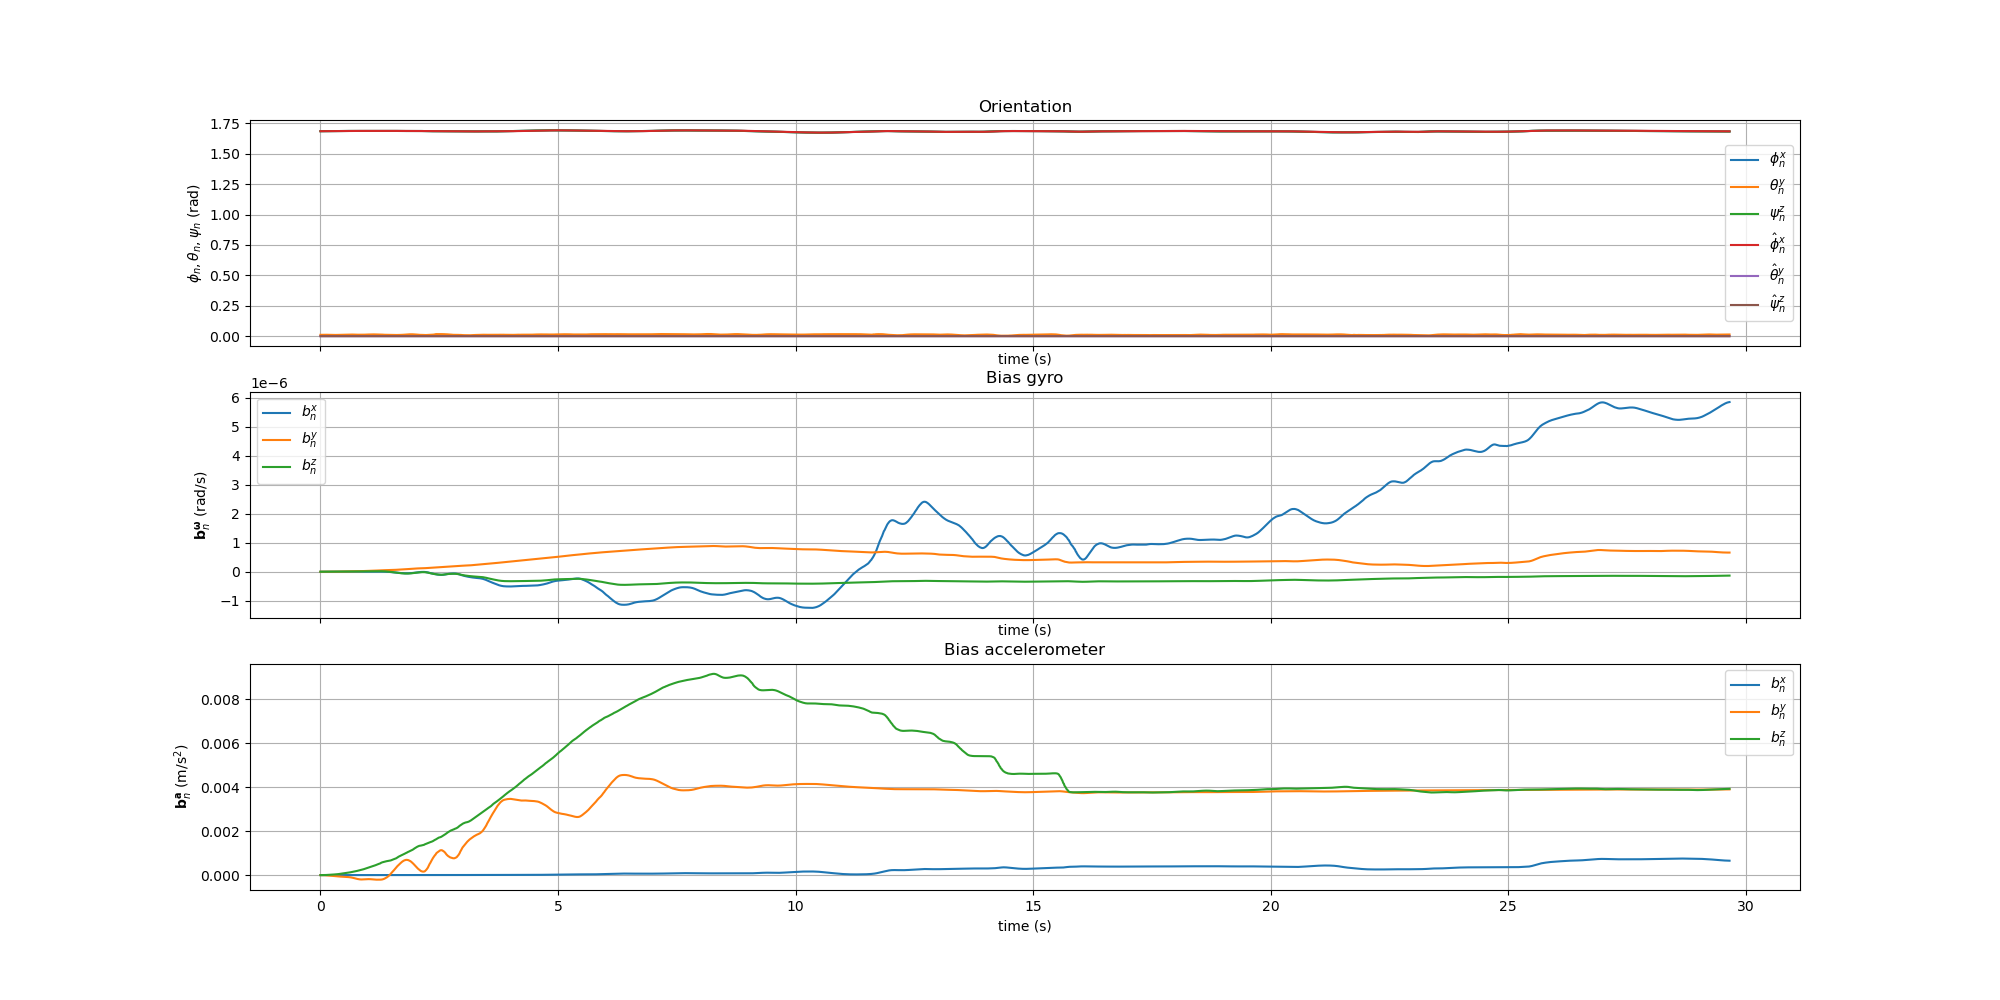 Orientation
1.75
1.50
1.25
1.00
0.75
0.50
0.25
0.00
ϕₙ, θₙ, ψₙ (rad)
ϕₙˣ
θₙʸ
ψₙᶻ
ϕ̂ₙˣ
θ̂ₙʸ
ψ̂ₙᶻ
time (s)
Bias gyro
1e−6
6
5
4
3
2
1
0
−1
𝐛ₙ^𝛚 (rad/s)
bₙˣ
bₙʸ
bₙᶻ
time (s)
Bias accelerometer
0.008
0.006
0.004
0.002
0.000
𝐛ₙ^𝐚 (m/s²)
bₙˣ
bₙʸ
bₙᶻ
0 5 10 15 20 25 30
time (s)